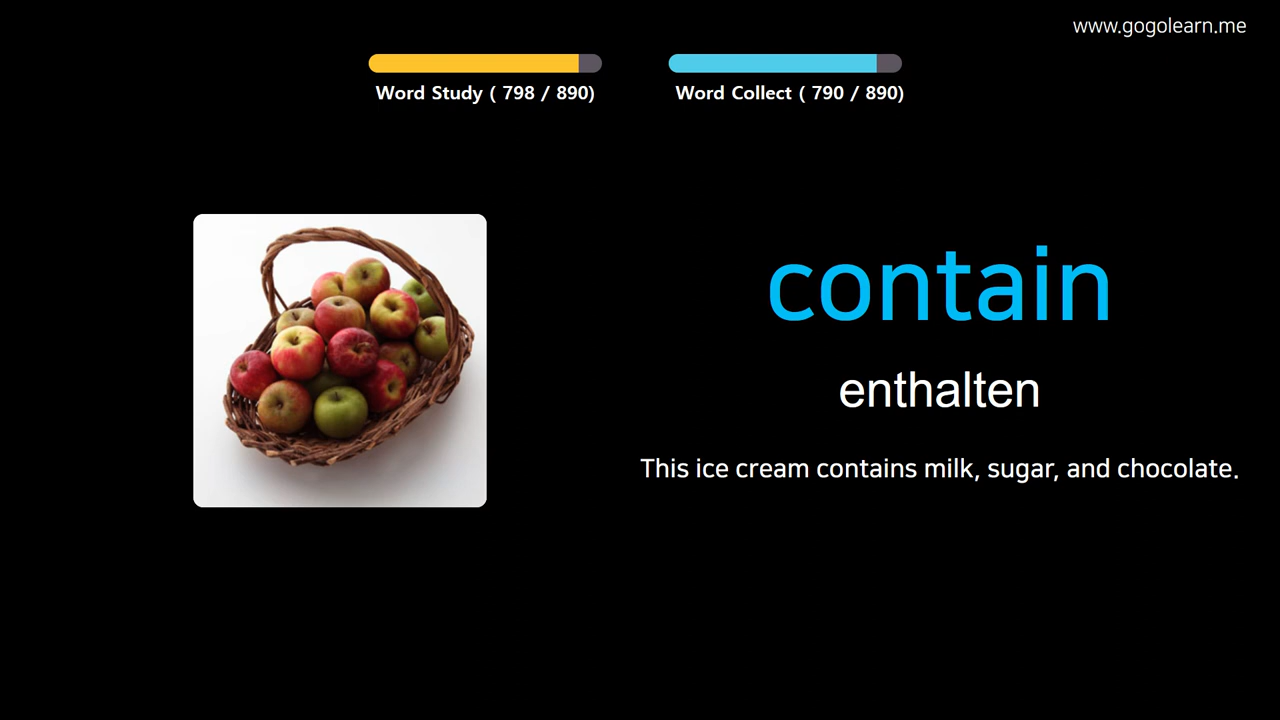 www.gogolearn.me
Word Study ( 798 / 890)
Word Collect ( 790 / 890)
contain
enthalten
This ice cream contains milk, sugar, and chocolate.